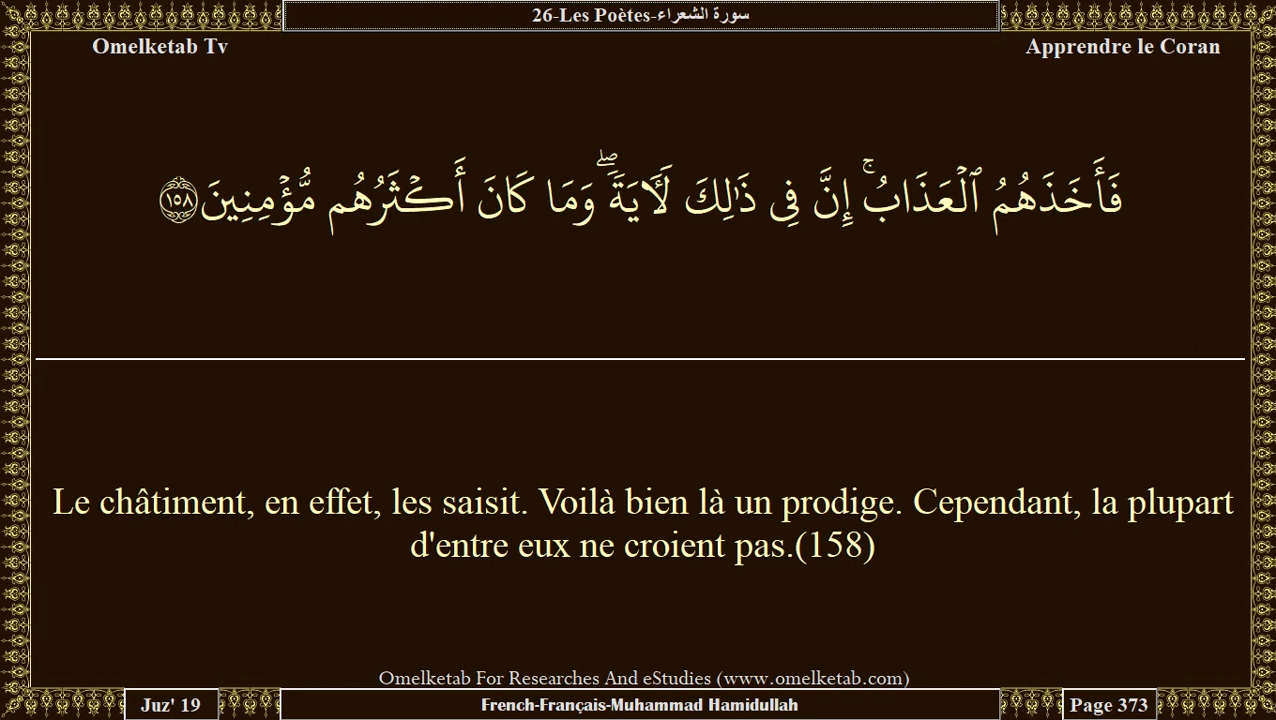 26-Les Poètes-سورة الشعراء
Omelketab Tv
Apprendre le Coran
فَأَخَذَهُمُ ٱلْعَذَابُ ۚ إِنَّ فِى ذَٰلِكَ لَـَٔايَةً ۖ وَمَا كَانَ أَكْثَرُهُم مُّؤْمِنِينَ ١٥٨
Le châtiment, en effet, les saisit. Voilà bien là un prodige. Cependant, la plupart
d'entre eux ne croient pas.(158)
Omelketab For Researches And eStudies (www.omelketab.com)
Juz' 19
French-Français-Muhammad Hamidullah
Page 373